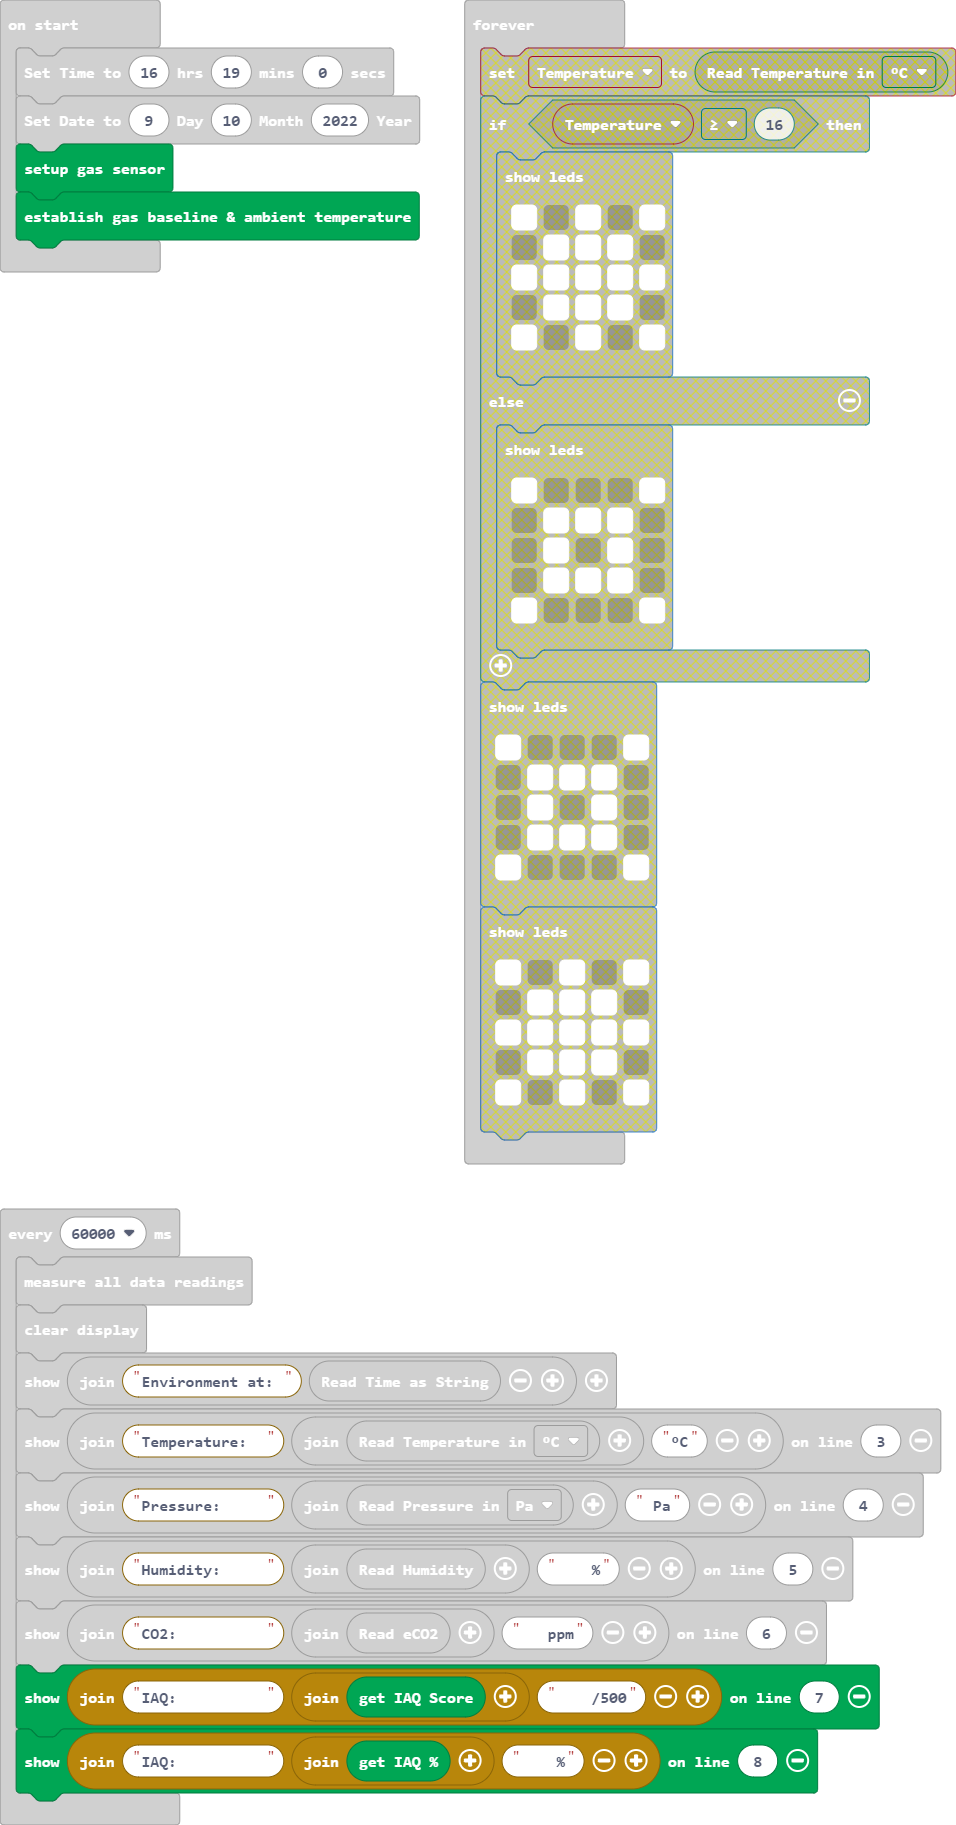 on start
Set Time to 16 hrs 19 mins 0 secs
Set Date to 9 Day 10 Month 2022 Year
setup gas sensor
establish gas baseline & ambient temperature
forever
set Temperature to Read Temperature in ºC
if Temperature ≥ 16 then
show leds
else
show leds
show leds
show leds
every 60000 ms
measure all data readings
clear display
show join "Environment at: " Read Time as String
show join "Temperature: " join Read Temperature in ºC "ºC" on line 3
show join "Pressure: " join Read Pressure in Pa " Pa" on line 4
show join "Humidity: " join Read Humidity " %" on line 5
show join "CO2: " join Read eCO2 " ppm" on line 6
show join "IAQ: " join get IAQ Score " /500" on line 7
show join "IAQ: " join get IAQ % " %" on line 8